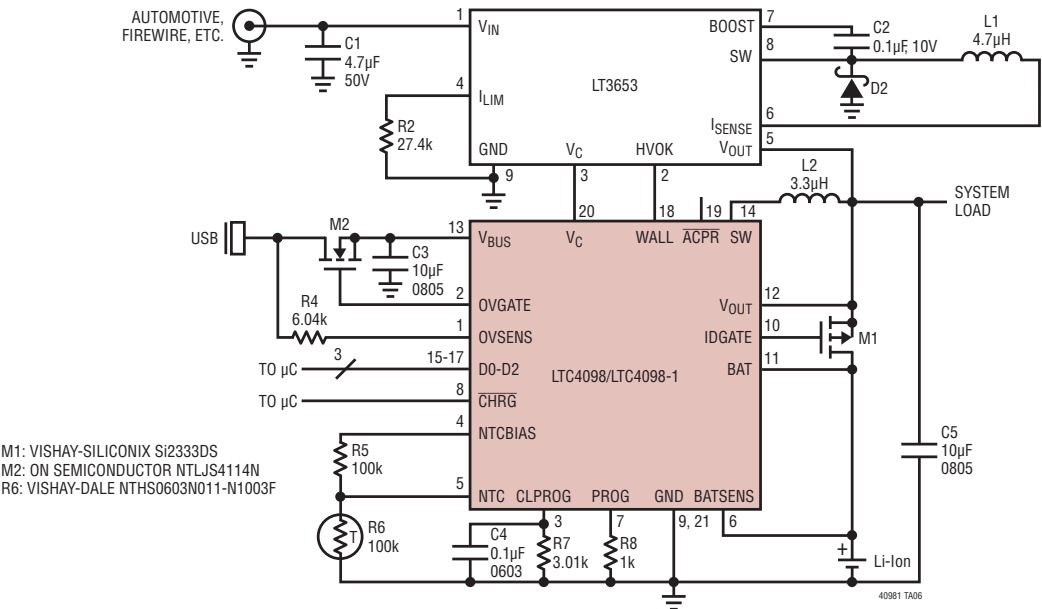 AUTOMOTIVE,
FIREWIRE, ETC.
C1
4.7µF
50V
1
VIN
4
ILIM
R2
27.4k
GND
9
VC
3
HVOK
2
LT3653
BOOST
7
SW
8
ISENSE
6
VOUT
5
C2
0.1µF, 10V
D2
L1
4.7µH
L2
3.3µH
SYSTEM
LOAD
USB
M2
C3
10µF
0805
R4
6.04k
TO µC
3
TO µC
13
VBUS
2
OVGATE
1
OVSENS
15-17
D0-D2
8
CHRG
4
NTCBIAS
5
NTC
20
VC
18
WALL
19
ACPR
14
SW
LTC4098/LTC4098-1
12
VOUT
10
IDGATE
11
BAT
M1
CLPROG
3
PROG
7
GND
9, 21
BATSENS
6
R5
100k
T
R6
100k
C4
0.1µF
0603
R7
3.01k
R8
1k
C5
10µF
0805
+
Li-Ion
M1: VISHAY-SILICONIX Si2333DS
M2: ON SEMICONDUCTOR NTLJS4114N
R6: VISHAY-DALE NTHS0603N011-N1003F
40981 TA06